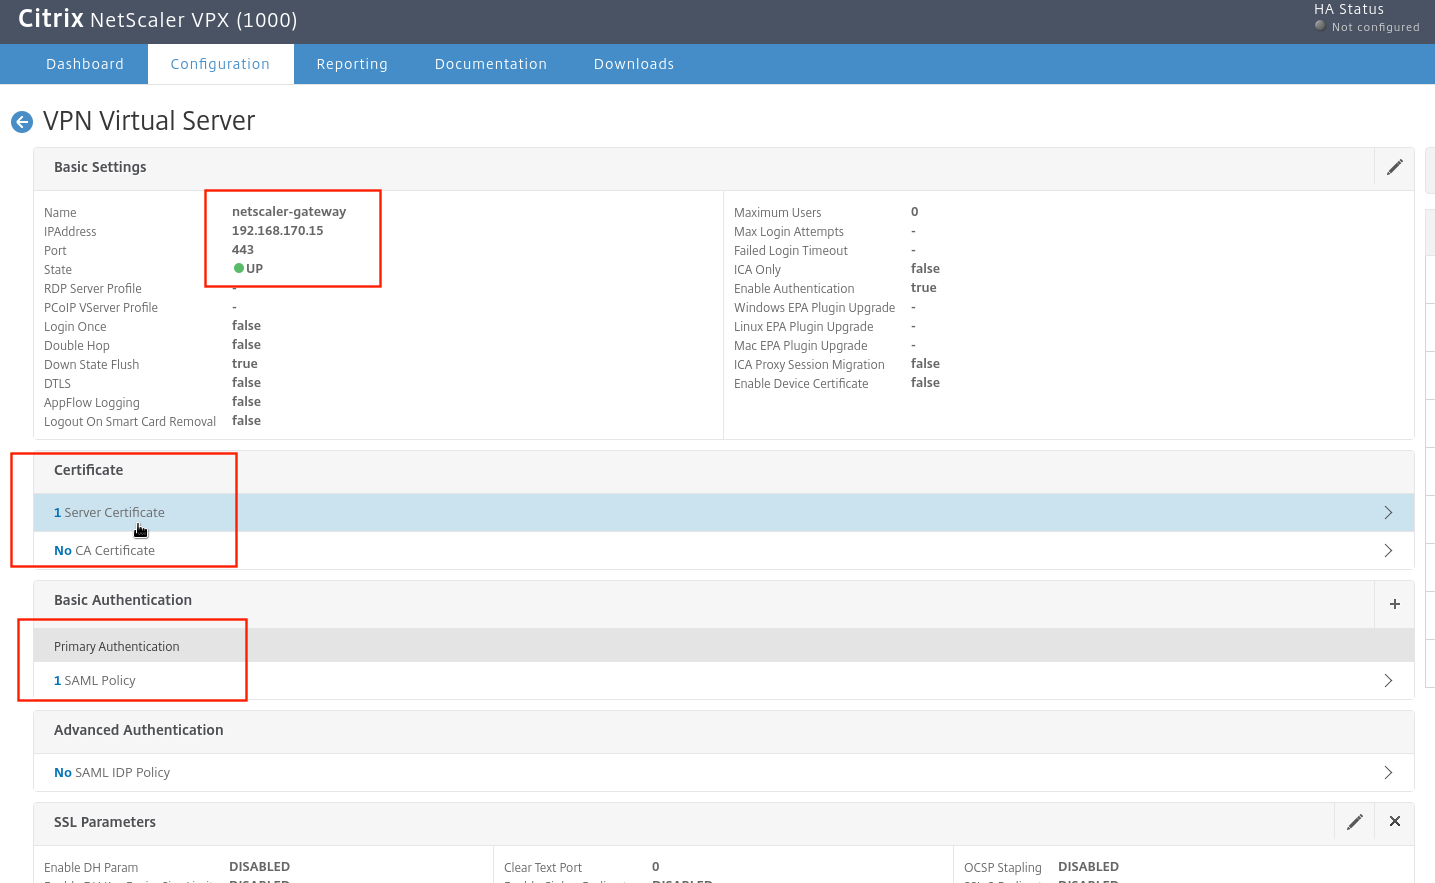 Citrix NetScaler VPX (1000)
HA Status
Not configured
Dashboard Configuration Reporting Documentation Downloads
VPN Virtual Server
Basic Settings
Name netscaler-gateway
IPAddress 192.168.170.15
Port 443
State UP
RDP Server Profile -
PCoIP VServer Profile -
Login Once false
Double Hop false
Down State Flush true
DTLS false
AppFlow Logging false
Logout On Smart Card Removal false
Maximum Users 0
Max Login Attempts -
Failed Login Timeout -
ICA Only false
Enable Authentication true
Windows EPA Plugin Upgrade -
Linux EPA Plugin Upgrade -
Mac EPA Plugin Upgrade -
ICA Proxy Session Migration false
Enable Device Certificate false
Certificate
1 Server Certificate
No CA Certificate
Basic Authentication
Primary Authentication
1 SAML Policy
Advanced Authentication
No SAML IDP Policy
SSL Parameters
Enable DH Param DISABLED
Clear Text Port 0
OCSP Stapling DISABLED